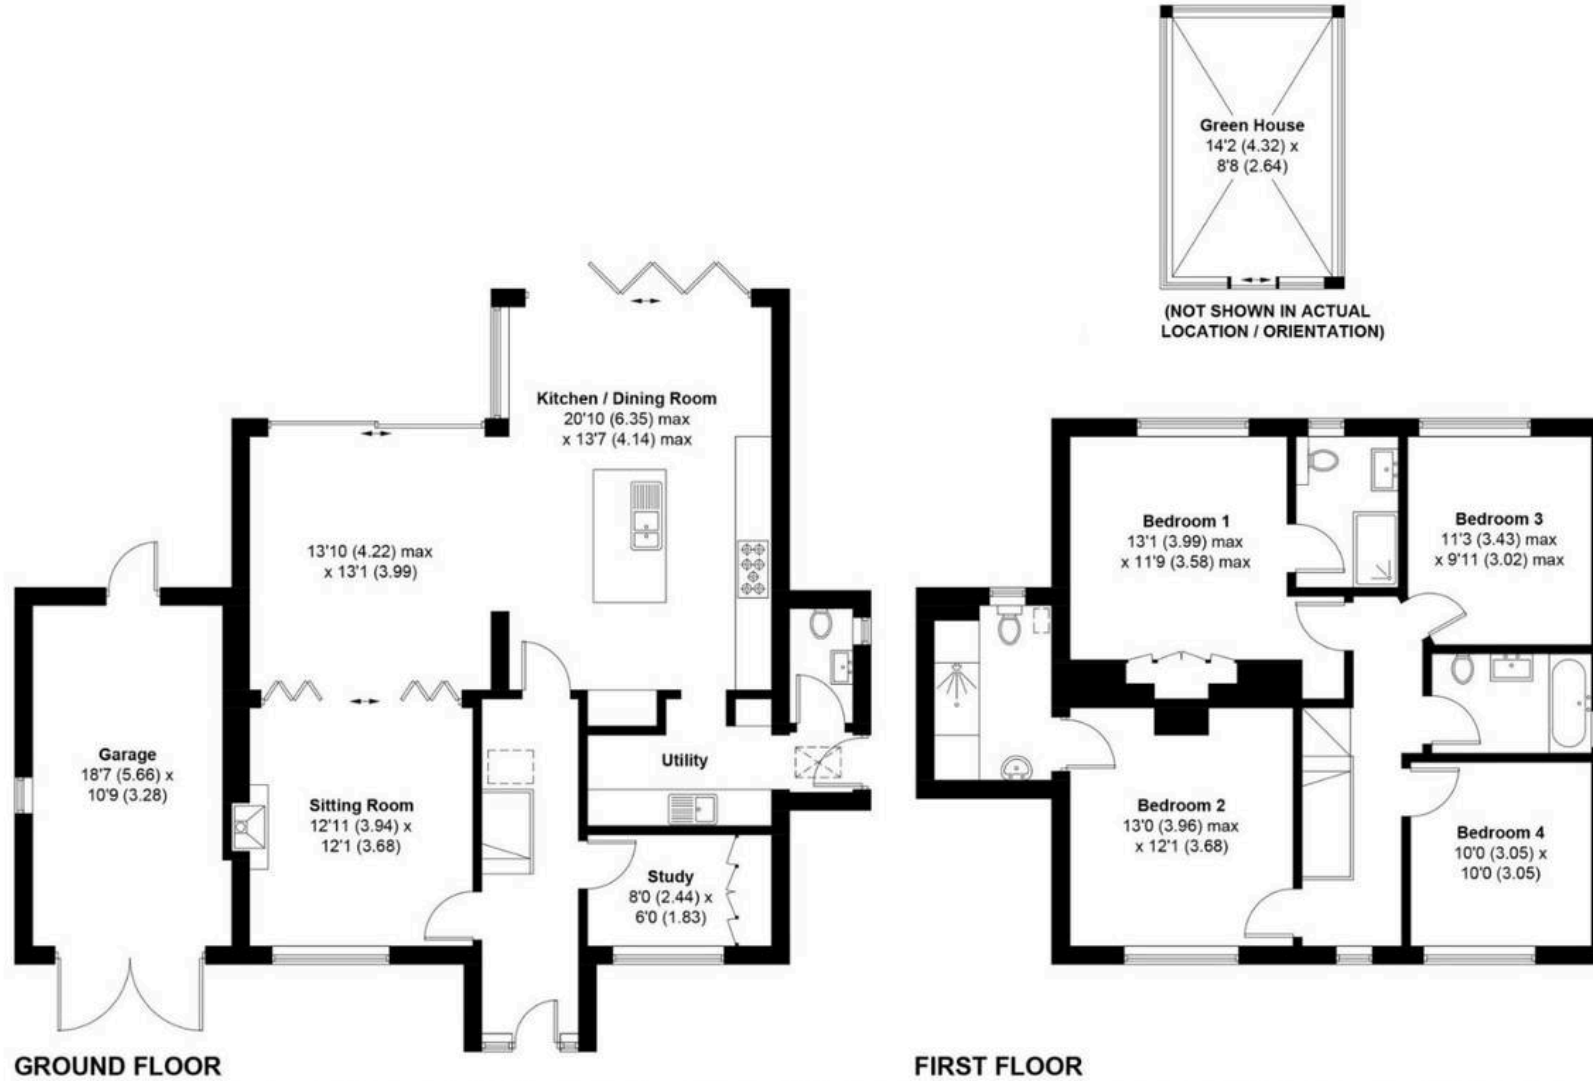 Green House
14'2 (4.32) x
8'8 (2.64)
(NOT SHOWN IN ACTUAL
LOCATION / ORIENTATION)
Kitchen / Dining Room
20'10 (6.35) max
x 13'7 (4.14) max
13'10 (4.22) max
x 13'1 (3.99)
Garage
18'7 (5.66) x
10'9 (3.28)
Sitting Room
12'11 (3.94) x
12'1 (3.68)
Utility
Study
8'0 (2.44) x
6'0 (1.83)
GROUND FLOOR
Bedroom 1
13'1 (3.99) max
x 11'9 (3.58) max
Bedroom 3
11'3 (3.43) max
x 9'11 (3.02) max
Bedroom 2
13'0 (3.96) max
x 12'1 (3.68)
Bedroom 4
10'0 (3.05) x
10'0 (3.05)
FIRST FLOOR